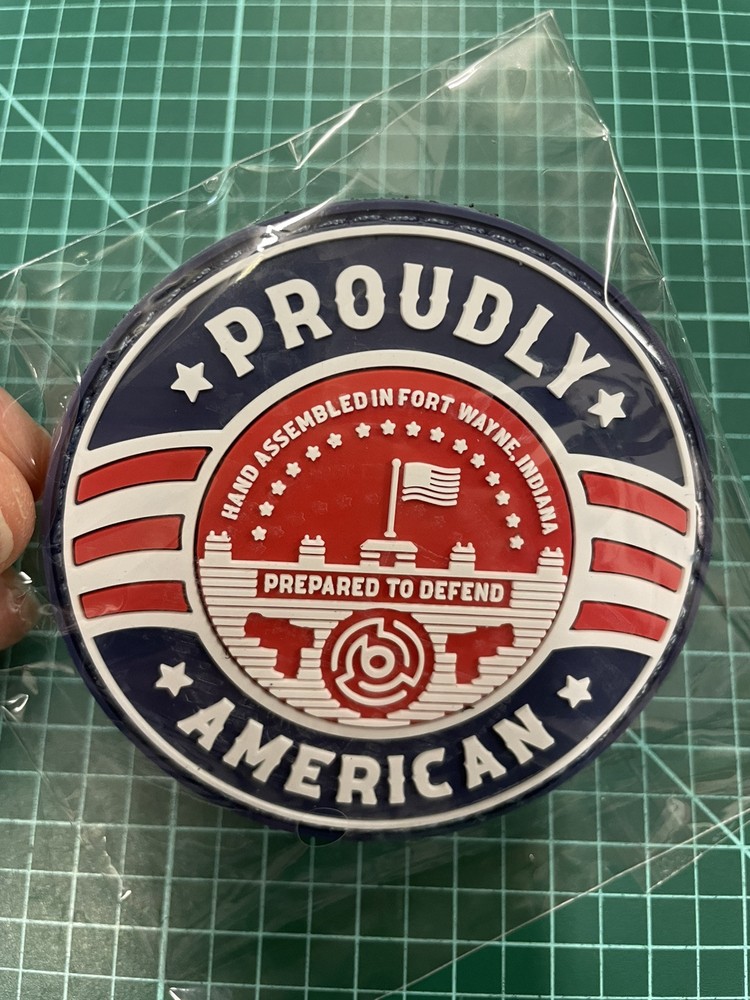 PROUDLY
HAND ASSEMBLED IN FORT WAYNE, INDIANA
PREPARED TO DEFEND
AMERICAN